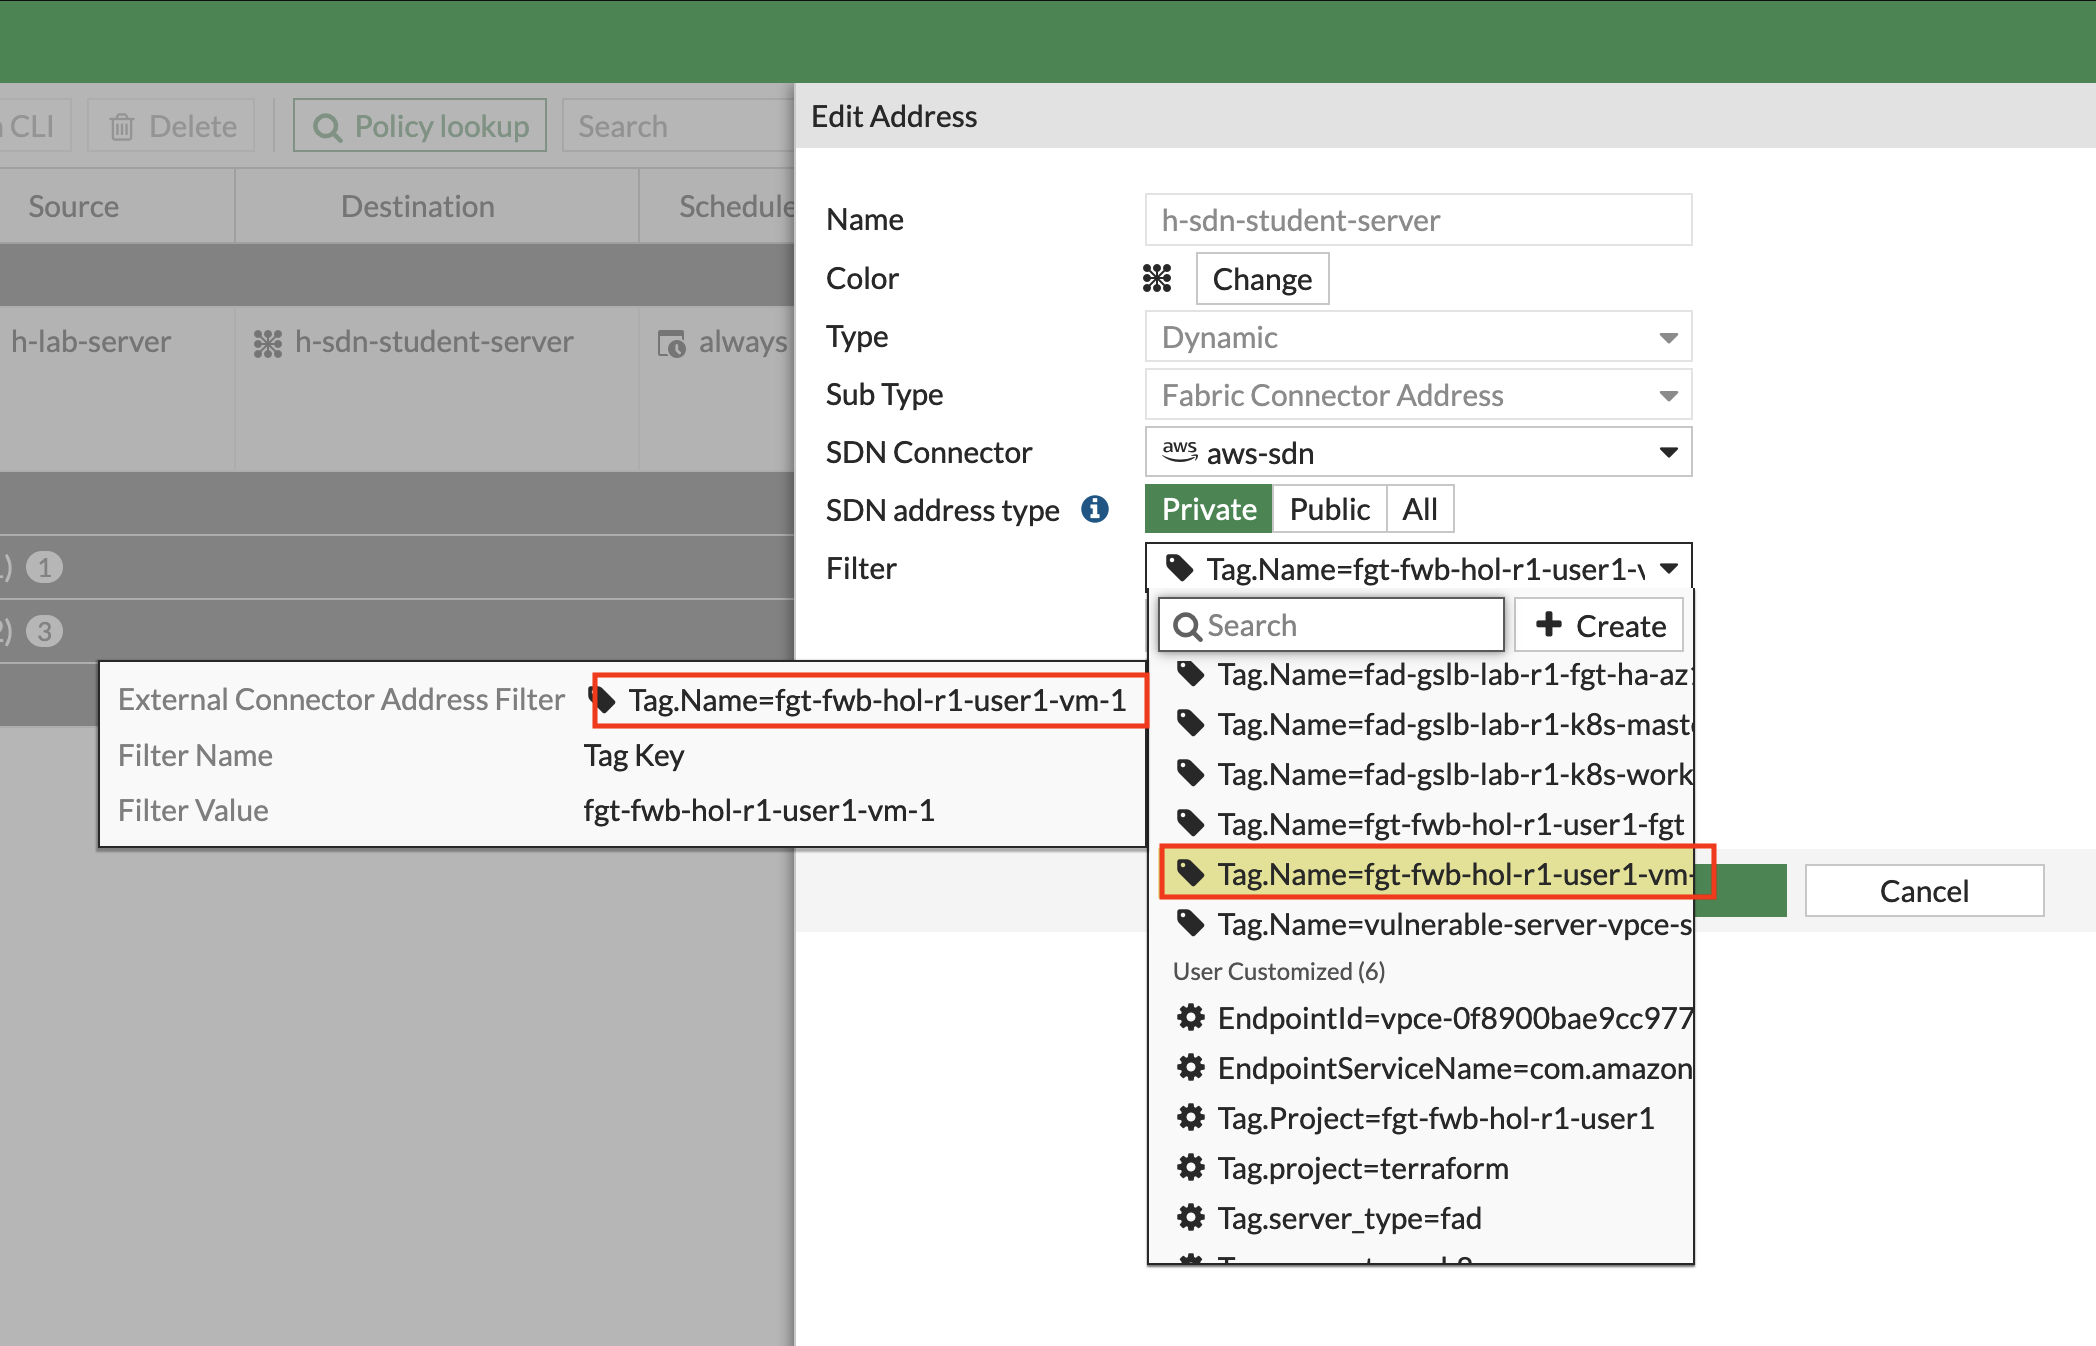 CLI
Delete
Policy lookup
Search
Source
Destination
Schedule
h-lab-server
h-sdn-student-server
always
1
3
Edit Address
Name
h-sdn-student-server
Color
Change
Type
Dynamic
Sub Type
Fabric Connector Address
SDN Connector
aws aws-sdn
SDN address type
Private
Public
All
Filter
Tag.Name=fgt-fwb-hol-r1-user1-v
Search
Create
Tag.Name=fad-gslb-lab-r1-fgt-ha-az
Tag.Name=fad-gslb-lab-r1-k8s-mast
Tag.Name=fad-gslb-lab-r1-k8s-work
Tag.Name=fgt-fwb-hol-r1-user1-fgt
Tag.Name=fgt-fwb-hol-r1-user1-vm-
Tag.Name=vulnerable-server-vpce-s
User Customized (6)
EndpointId=vpce-0f8900bae9cc977
EndpointServiceName=com.amazon
Tag.Project=fgt-fwb-hol-r1-user1
Tag.project=terraform
Tag.server_type=fad
External Connector Address Filter
Tag.Name=fgt-fwb-hol-r1-user1-vm-1
Filter Name
Tag Key
Filter Value
fgt-fwb-hol-r1-user1-vm-1
Cancel